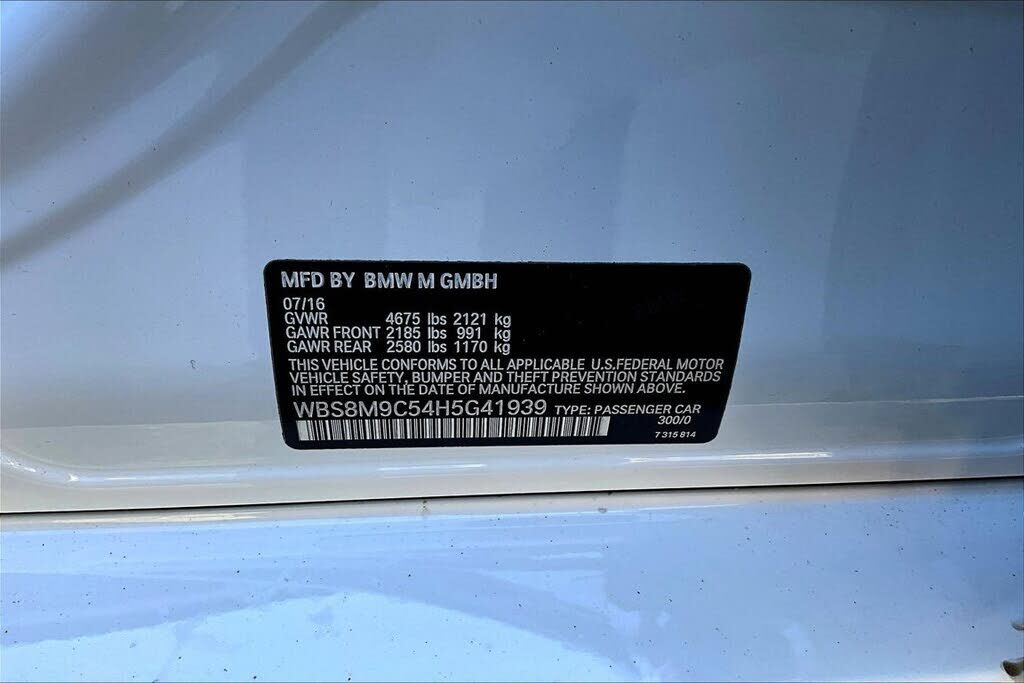 MFD BY BMW M GMBH
07/16
GVWR 4675 lbs 2121 kg
GAWR FRONT 2185 lbs 991 kg
GAWR REAR 2580 lbs 1170 kg
THIS VEHICLE CONFORMS TO ALL APPLICABLE U.S.FEDERAL MOTOR
VEHICLE SAFETY, BUMPER AND THEFT PREVENTION STANDARDS
IN EFFECT ON THE DATE OF MANUFACTURE SHOWN ABOVE.
WBS8M9C54H5G41939 TYPE: PASSENGER CAR
300/0
7 315 814